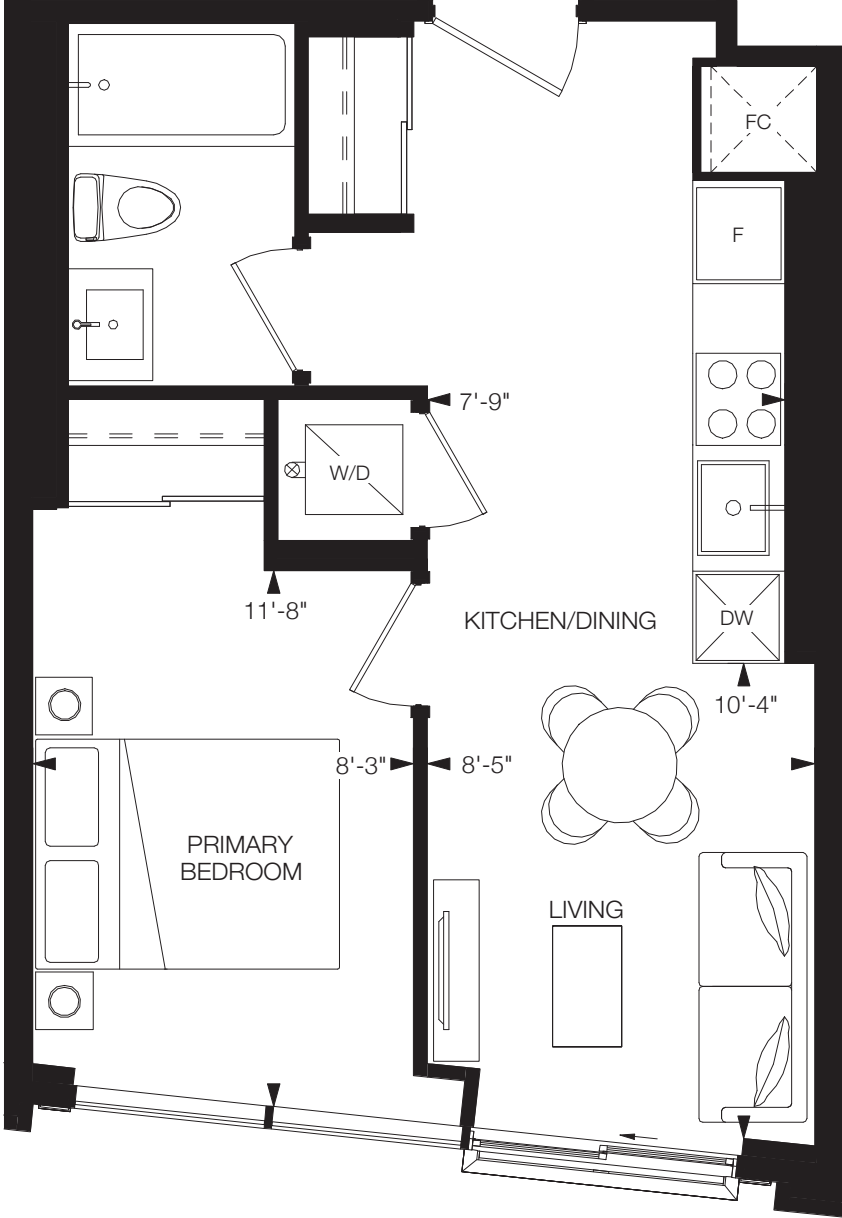 FC
F
7'-9"
W/D
11'-8"
KITCHEN/DINING
DW
10'-4"
8'-3"
8'-5"
PRIMARY
BEDROOM
LIVING